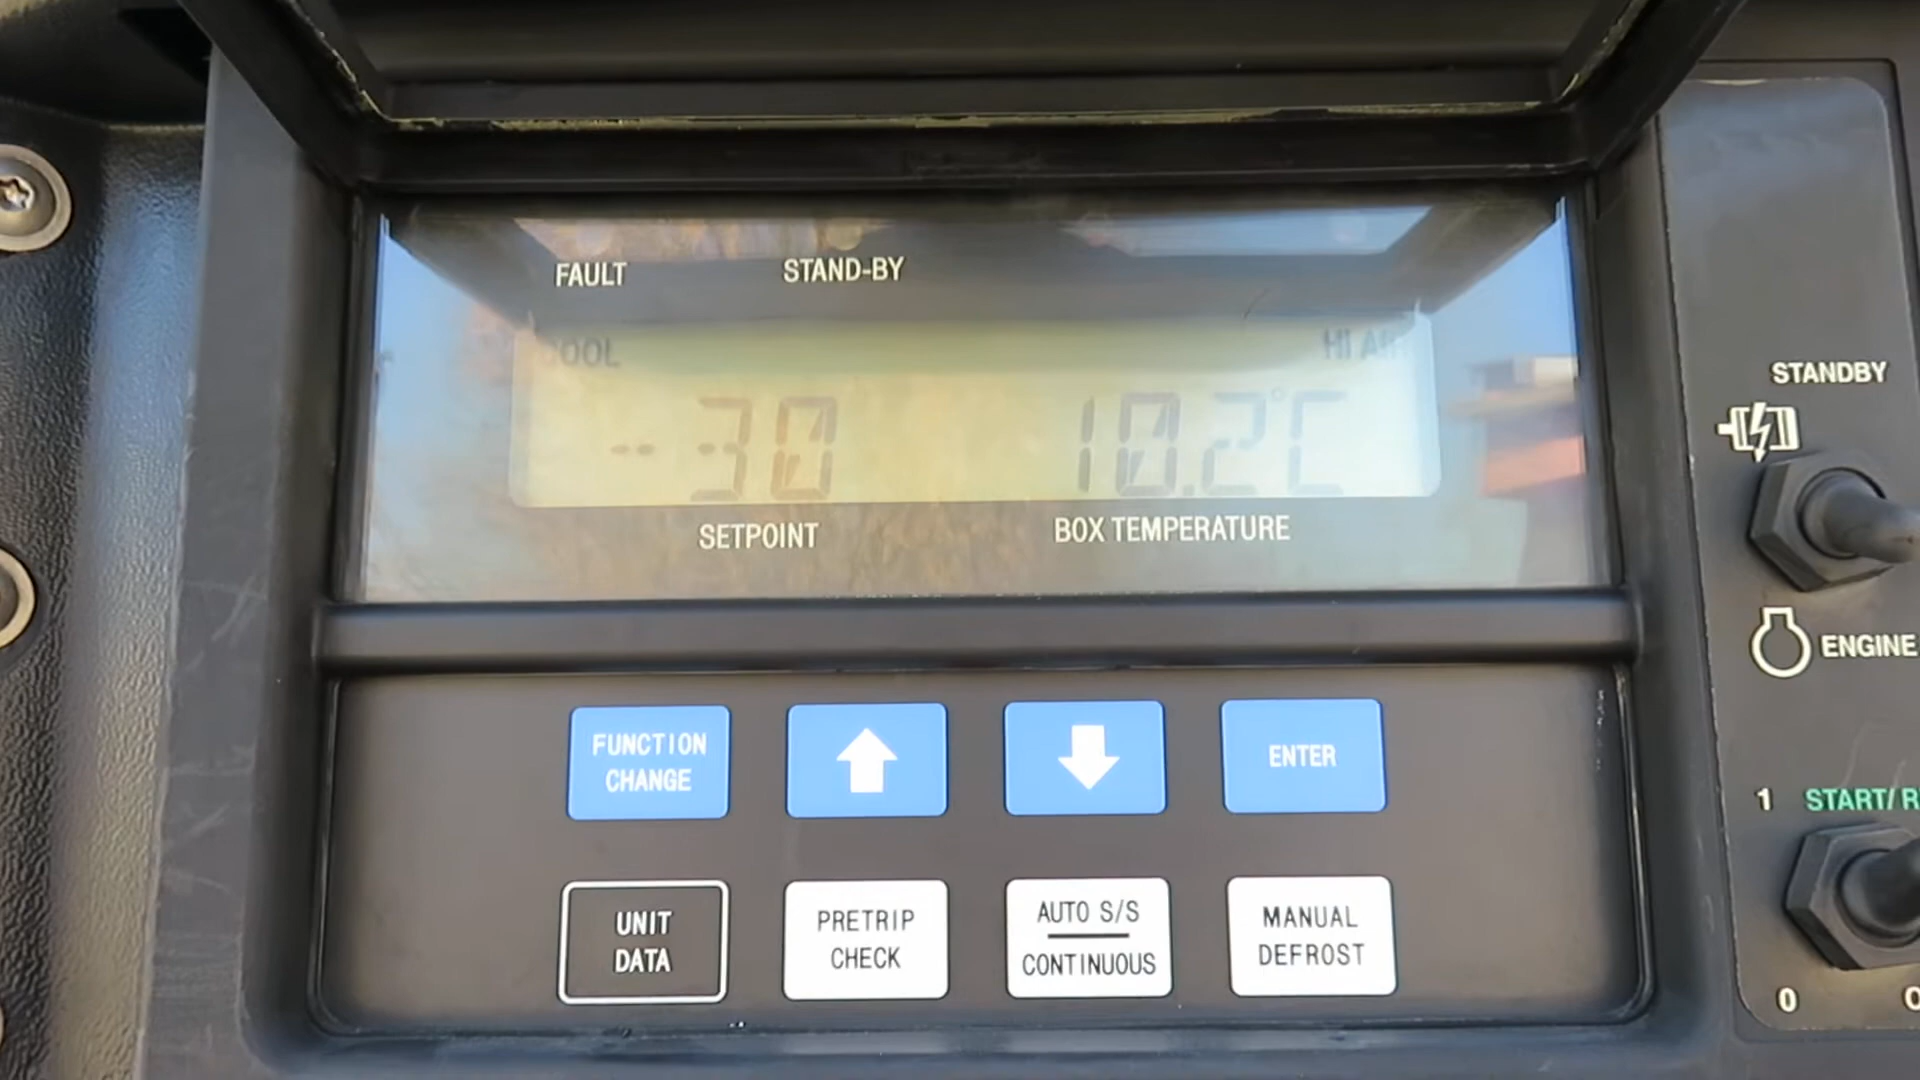 FAULT STAND-BY
COOL HI AIR
-30 10.2°C
SETPOINT BOX TEMPERATURE
FUNCTION
CHANGE
ENTER
UNIT
DATA
PRETRIP
CHECK
AUTO S/S
CONTINUOUS
MANUAL
DEFROST
STANDBY
ENGINE
1 START/R
0